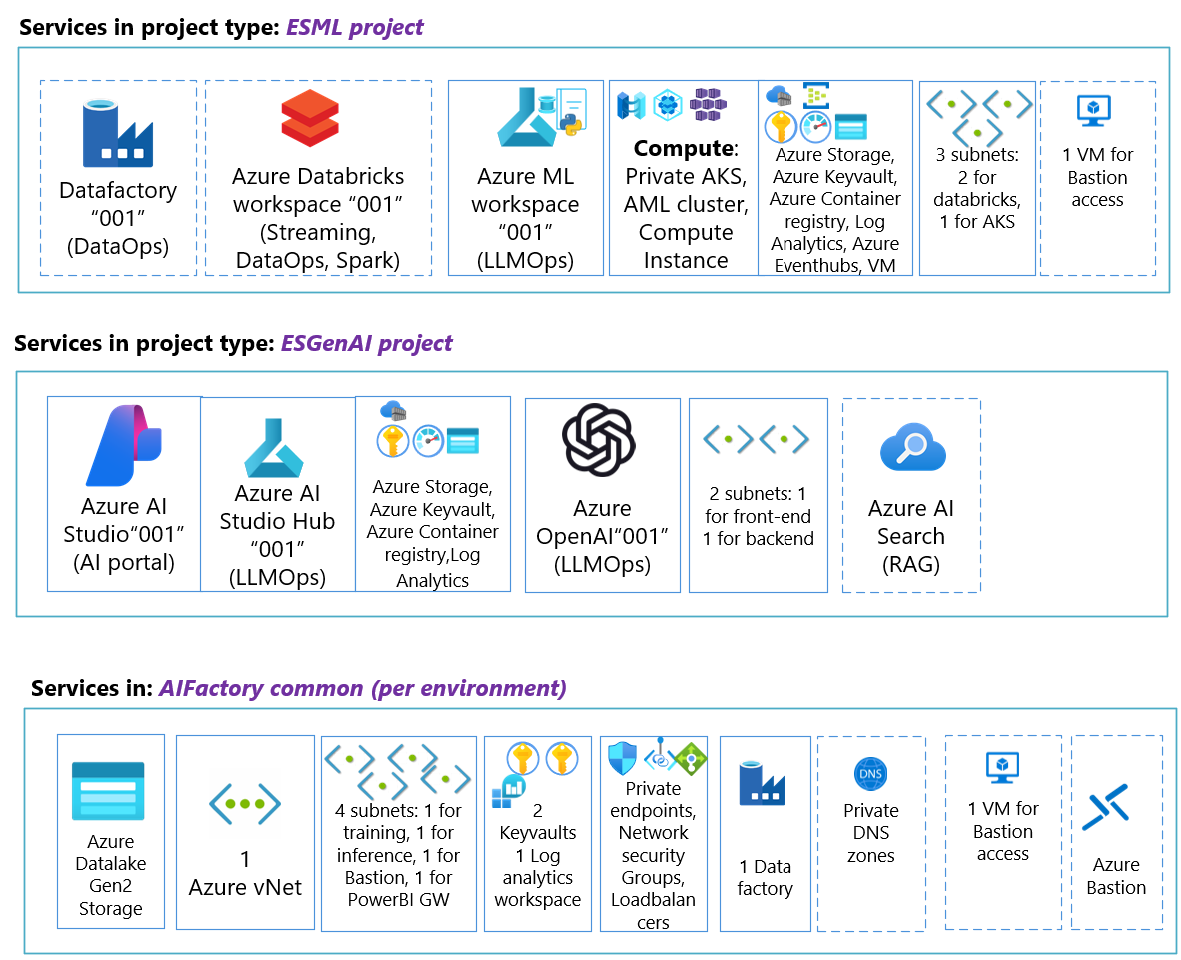 Services in project type: ESML project
Datafactory
“001”
(DataOps)
Azure Databricks
workspace “001”
(Streaming,
DataOps, Spark)
Azure ML
workspace
“001”
(LLMOps)
Compute:
Private AKS,
AML cluster,
Compute
Instance
Azure Storage,
Azure Keyvault,
Azure Container
registry, Log
Analytics, Azure
Eventhubs, VM
3 subnets:
2 for
databricks,
1 for AKS
1 VM for
Bastion
access
Services in project type: ESGenAI project
Azure AI
Studio“001”
(AI portal)
Azure AI
Studio Hub
“001”
(LLMOps)
Azure Storage,
Azure Keyvault,
Azure Container
registry,Log
Analytics
Azure
OpenAI“001”
(LLMOps)
2 subnets: 1
for front-end
1 for backend
Azure AI
Search
(RAG)
Services in: AIFactory common (per environment)
Azure
Datalake
Gen2
Storage
1
Azure vNet
4 subnets: 1 for
training, 1 for
inference, 1 for
Bastion, 1 for
PowerBI GW
2
Keyvaults
1 Log
analytics
workspace
Private
endpoints,
Network
security
Groups,
Loadbalan
cers
1 Data
factory
DNS
Private
DNS
zones
1 VM for
Bastion
access
Azure
Bastion